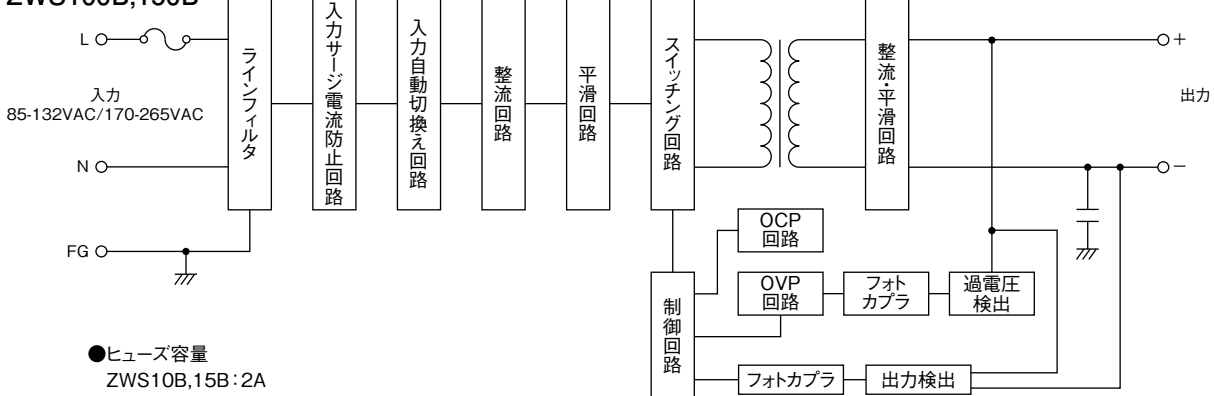 ZWS100B,150B
L
入力
85-132VAC/170-265VAC
N
FG
ラインフィルタ
入力サージ電流防止回路
入力自動切換え回路
整流回路
平滑回路
スイッチング回路
整流・平滑回路
+
出力
−
OCP
回路
制御回路
OVP
回路
フォト
カプラ
過電圧
検出
フォトカプラ
出力検出
●ヒューズ容量
ZWS10B,15B:2A